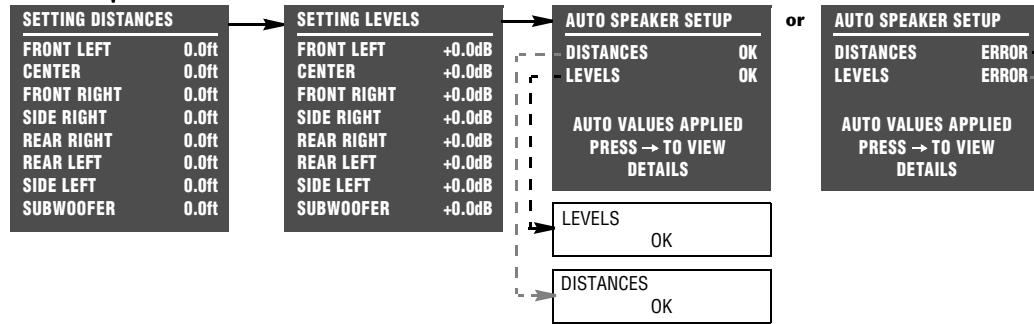 SETTING DISTANCES
FRONT LEFT 0.0ft
CENTER 0.0ft
FRONT RIGHT 0.0ft
SIDE RIGHT 0.0ft
REAR RIGHT 0.0ft
REAR LEFT 0.0ft
SIDE LEFT 0.0ft
SUBWOOFER 0.0ft
SETTING LEVELS
FRONT LEFT +0.0dB
CENTER +0.0dB
FRONT RIGHT +0.0dB
SIDE RIGHT +0.0dB
REAR RIGHT +0.0dB
REAR LEFT +0.0dB
SIDE LEFT +0.0dB
SUBWOOFER +0.0dB
AUTO SPEAKER SETUP
DISTANCES OK
LEVELS OK
AUTO VALUES APPLIED
PRESS → TO VIEW
DETAILS
or
AUTO SPEAKER SETUP
DISTANCES ERROR
LEVELS ERROR
AUTO VALUES APPLIED
PRESS → TO VIEW
DETAILS
LEVELS
OK
DISTANCES
OK